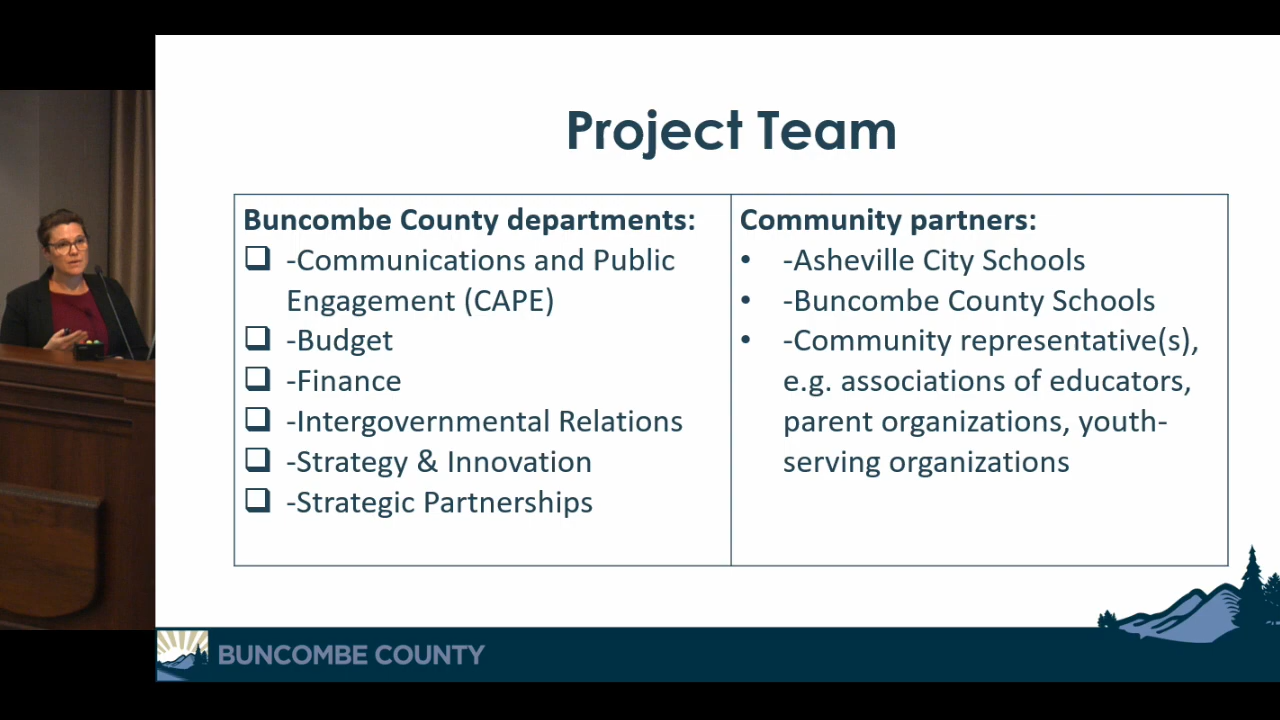 Project Team
Buncombe County departments:
❑ -Communications and Public
Engagement (CAPE)
❑ -Budget
❑ -Finance
❑ -Intergovernmental Relations
❑ -Strategy & Innovation
❑ -Strategic Partnerships
Community partners:
• -Asheville City Schools
• -Buncombe County Schools
• -Community representative(s),
e.g. associations of educators,
parent organizations, youth-
serving organizations
BUNCOMBE COUNTY